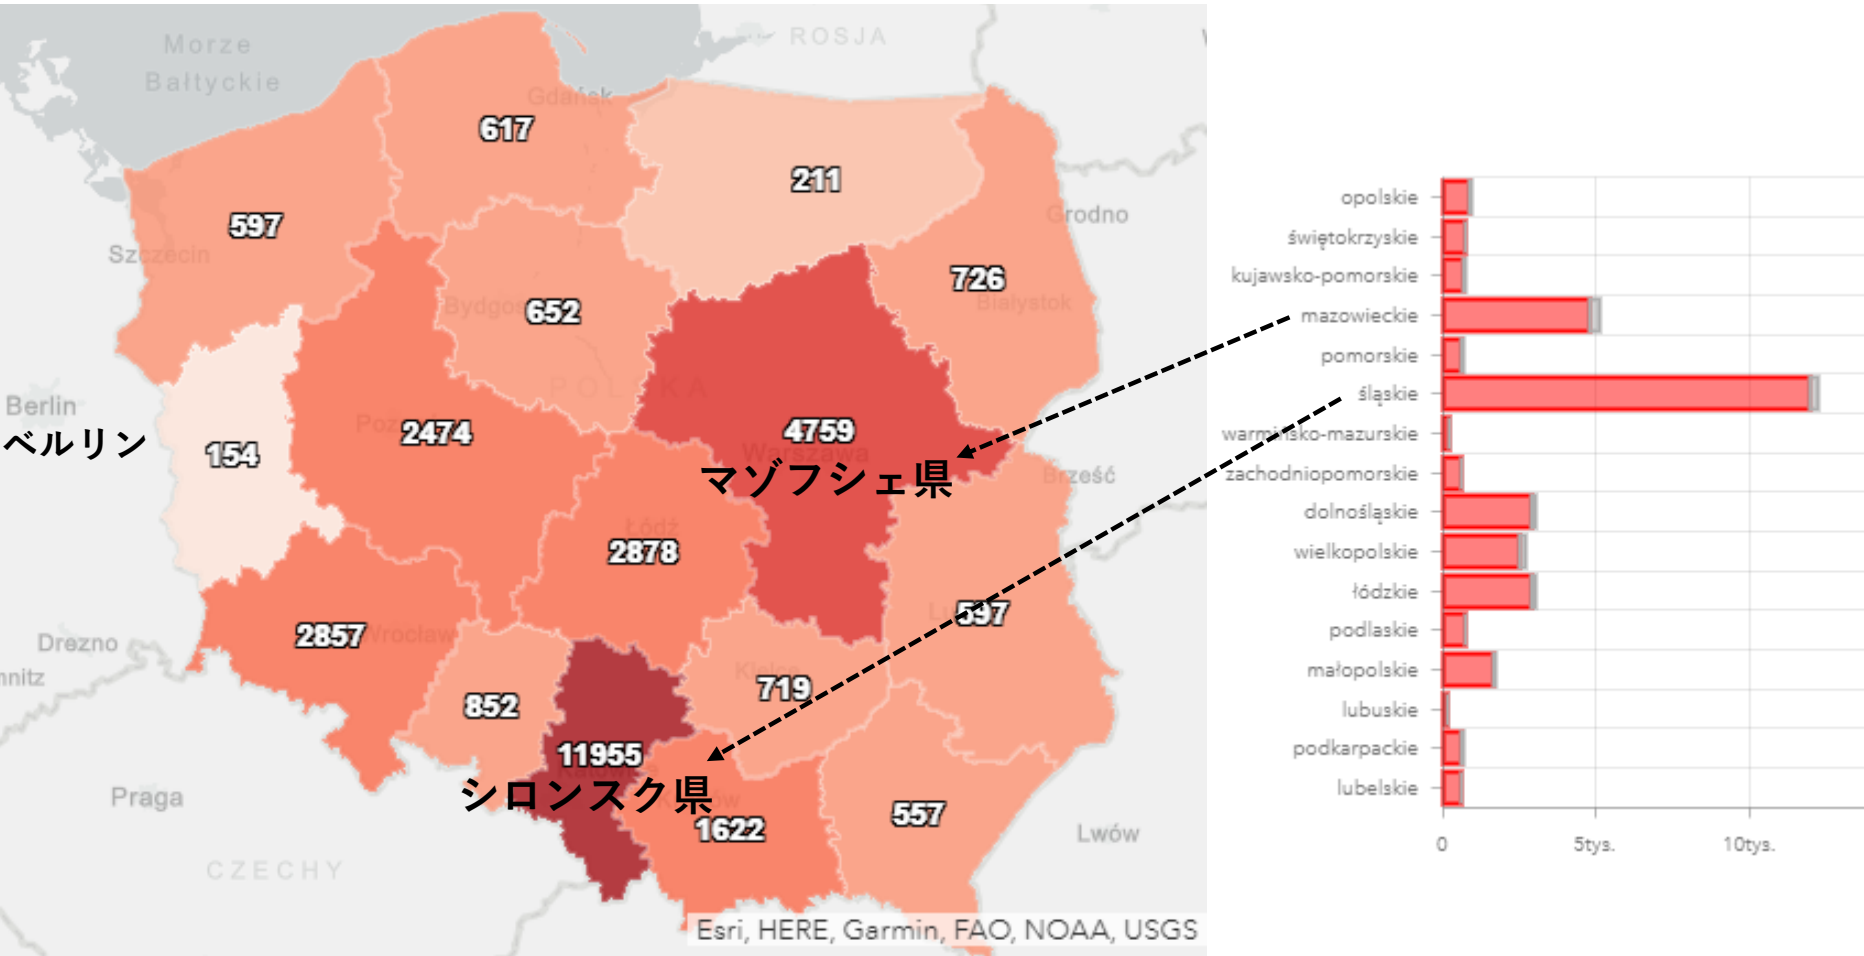 Morze
Bałtyckie
ROSJA
Gdańsk
617
211
597
Szczecin
Grodno
726
Białystok
652
Berlin
ベルリン
POLSKA
154
2474
4759
Warszawa
マゾフシェ県
Brześć
Łódź
2878
597
2857
Wrocław
Drezno
nnitz
Kielce
719
852
11955
Katowice
シロンスク県
Praga
1622
557
Lwów
CZECHY
Esri, HERE, Garmin, FAO, NOAA, USGS
opolskie
świętokrzyskie
kujawsko-pomorskie
mazowieckie
pomorskie
śląskie
warmińsko-mazurskie
zachodniopomorskie
dolnośląskie
wielkopolskie
łódzkie
podlaskie
małopolskie
lubuskie
podkarpackie
lubelskie
0 5tys. 10tys.